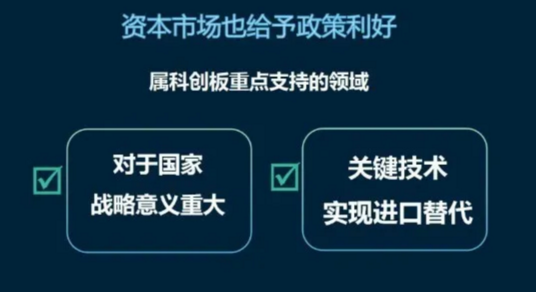 资本市场也给予政策利好
属科创板重点支持的领域
对于国家
战略意义重大
关键技术
实现进口替代